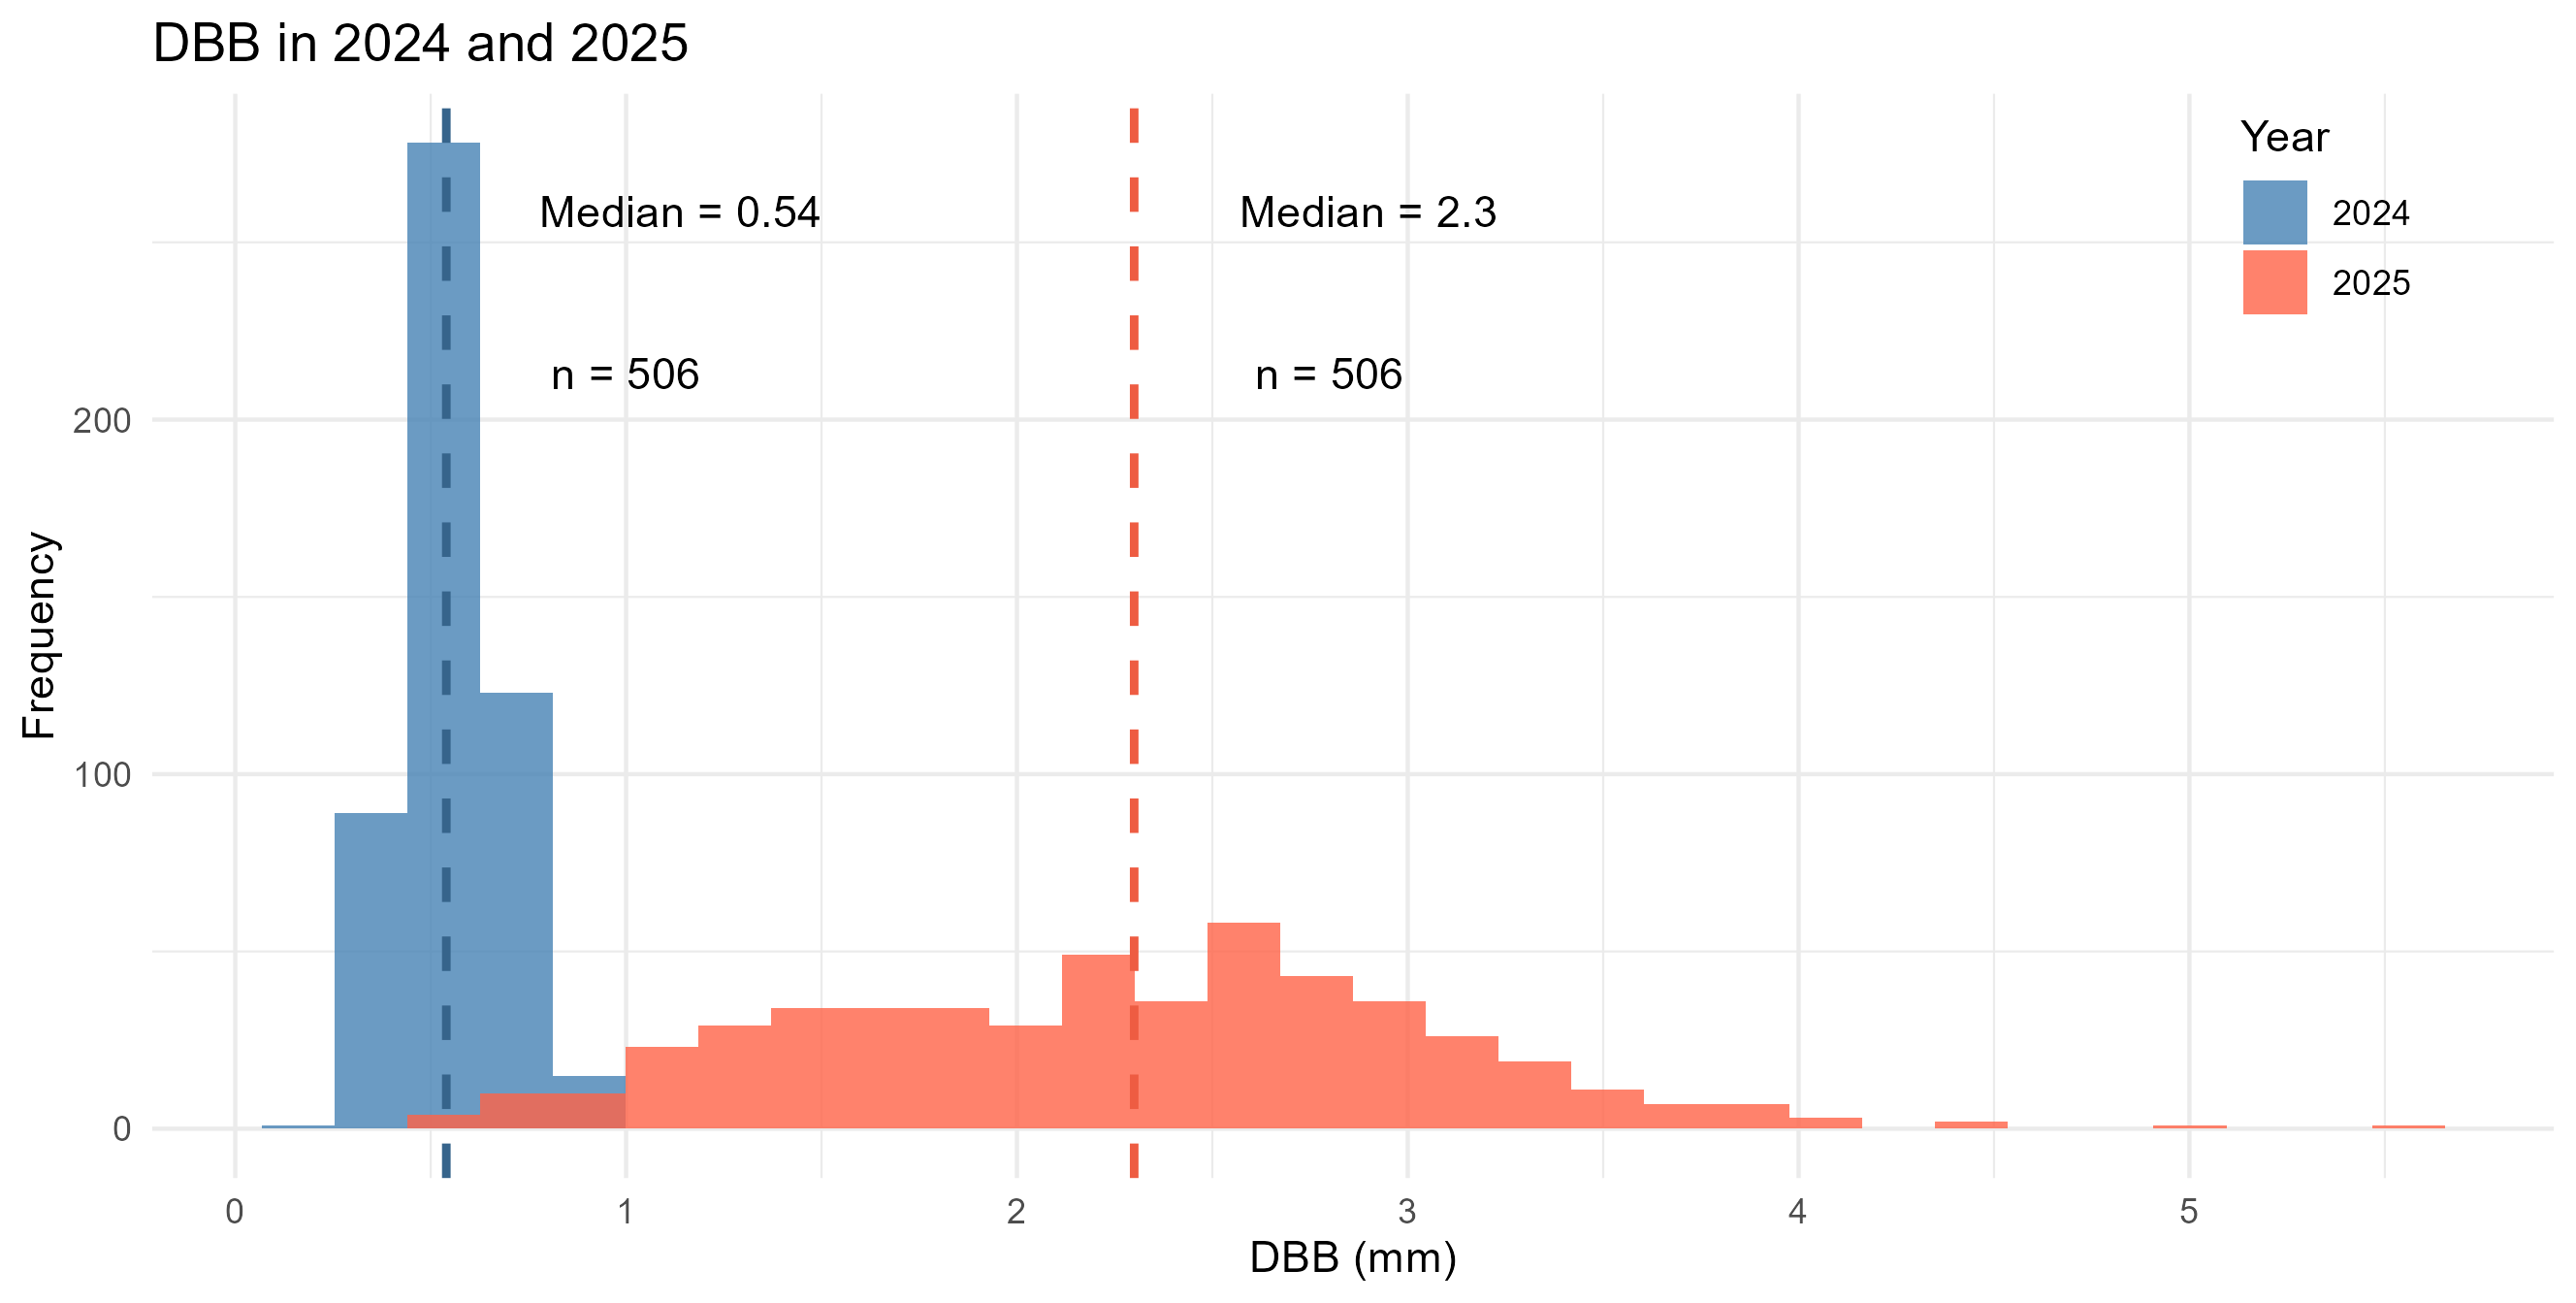 DBB in 2024 and 2025
Year
2024
2025
Median = 0.54
Median = 2.3
n = 506
n = 506
Frequency
200
100
0
0
1
2
3
4
5
DBB (mm)